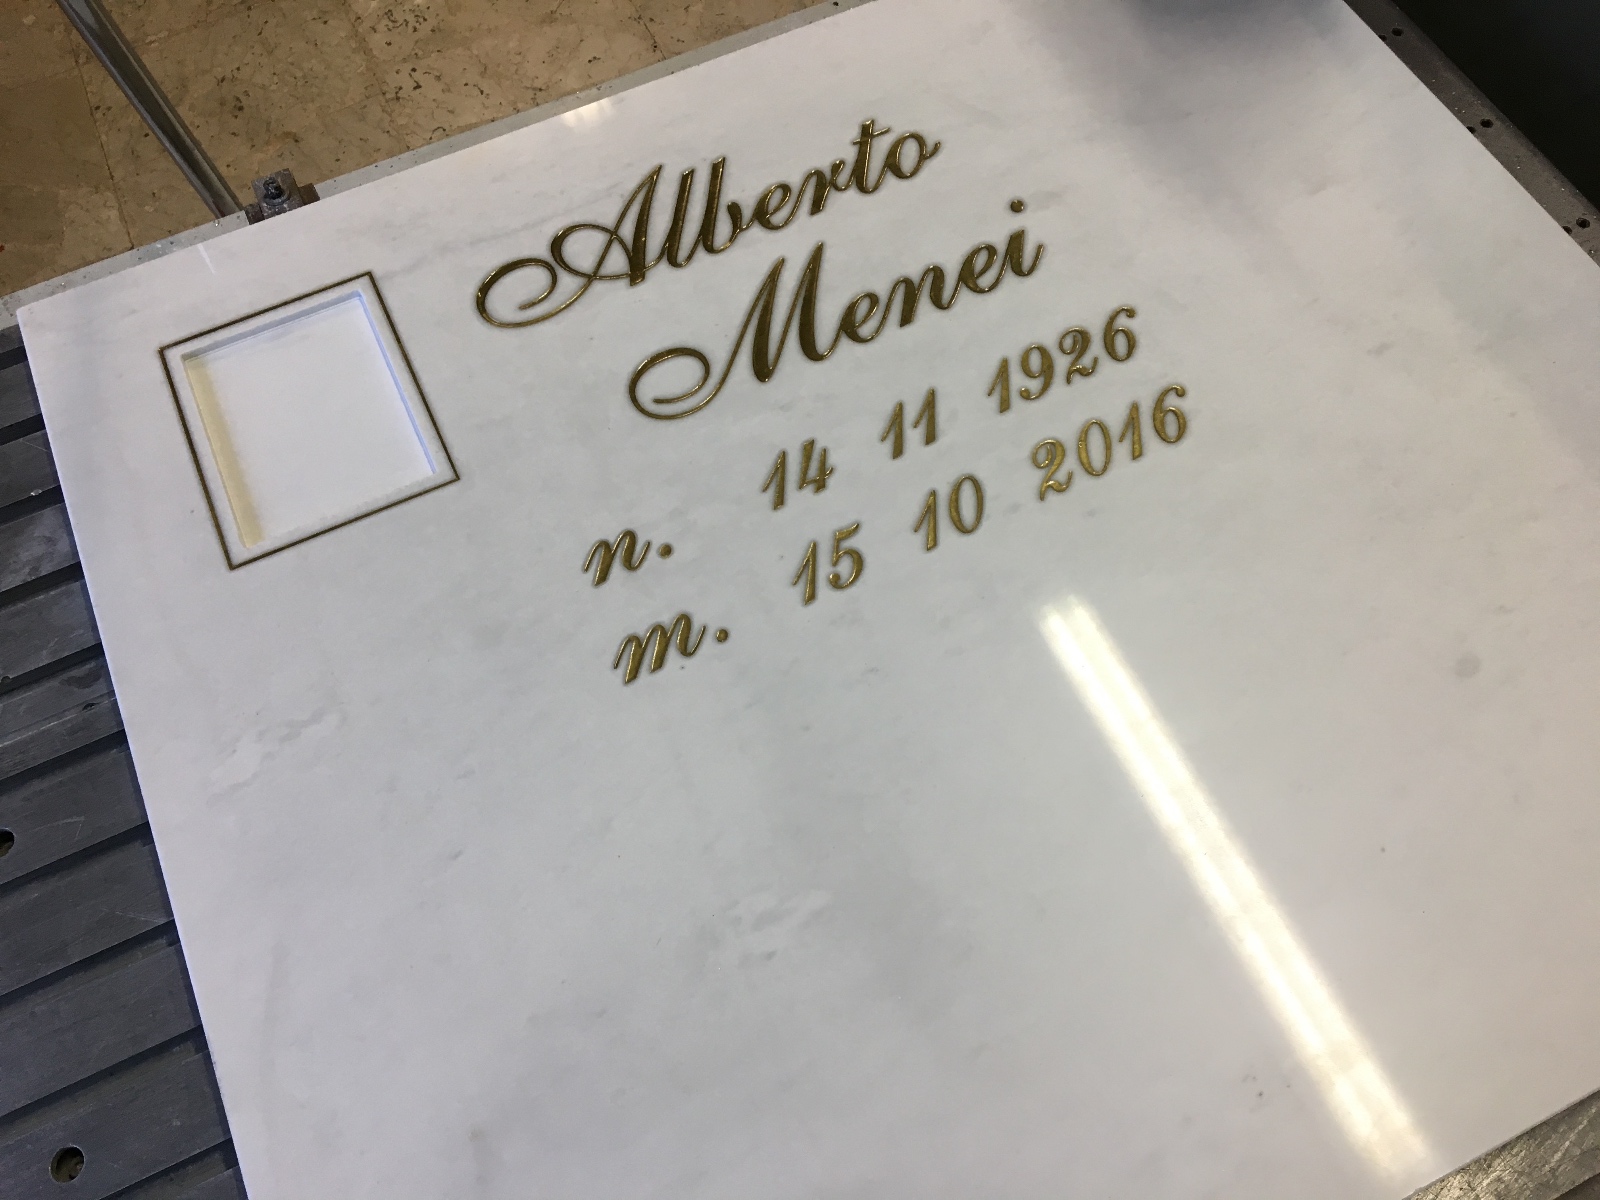 Alberto
Menei
n. 14 11 1926
m. 15 10 2016